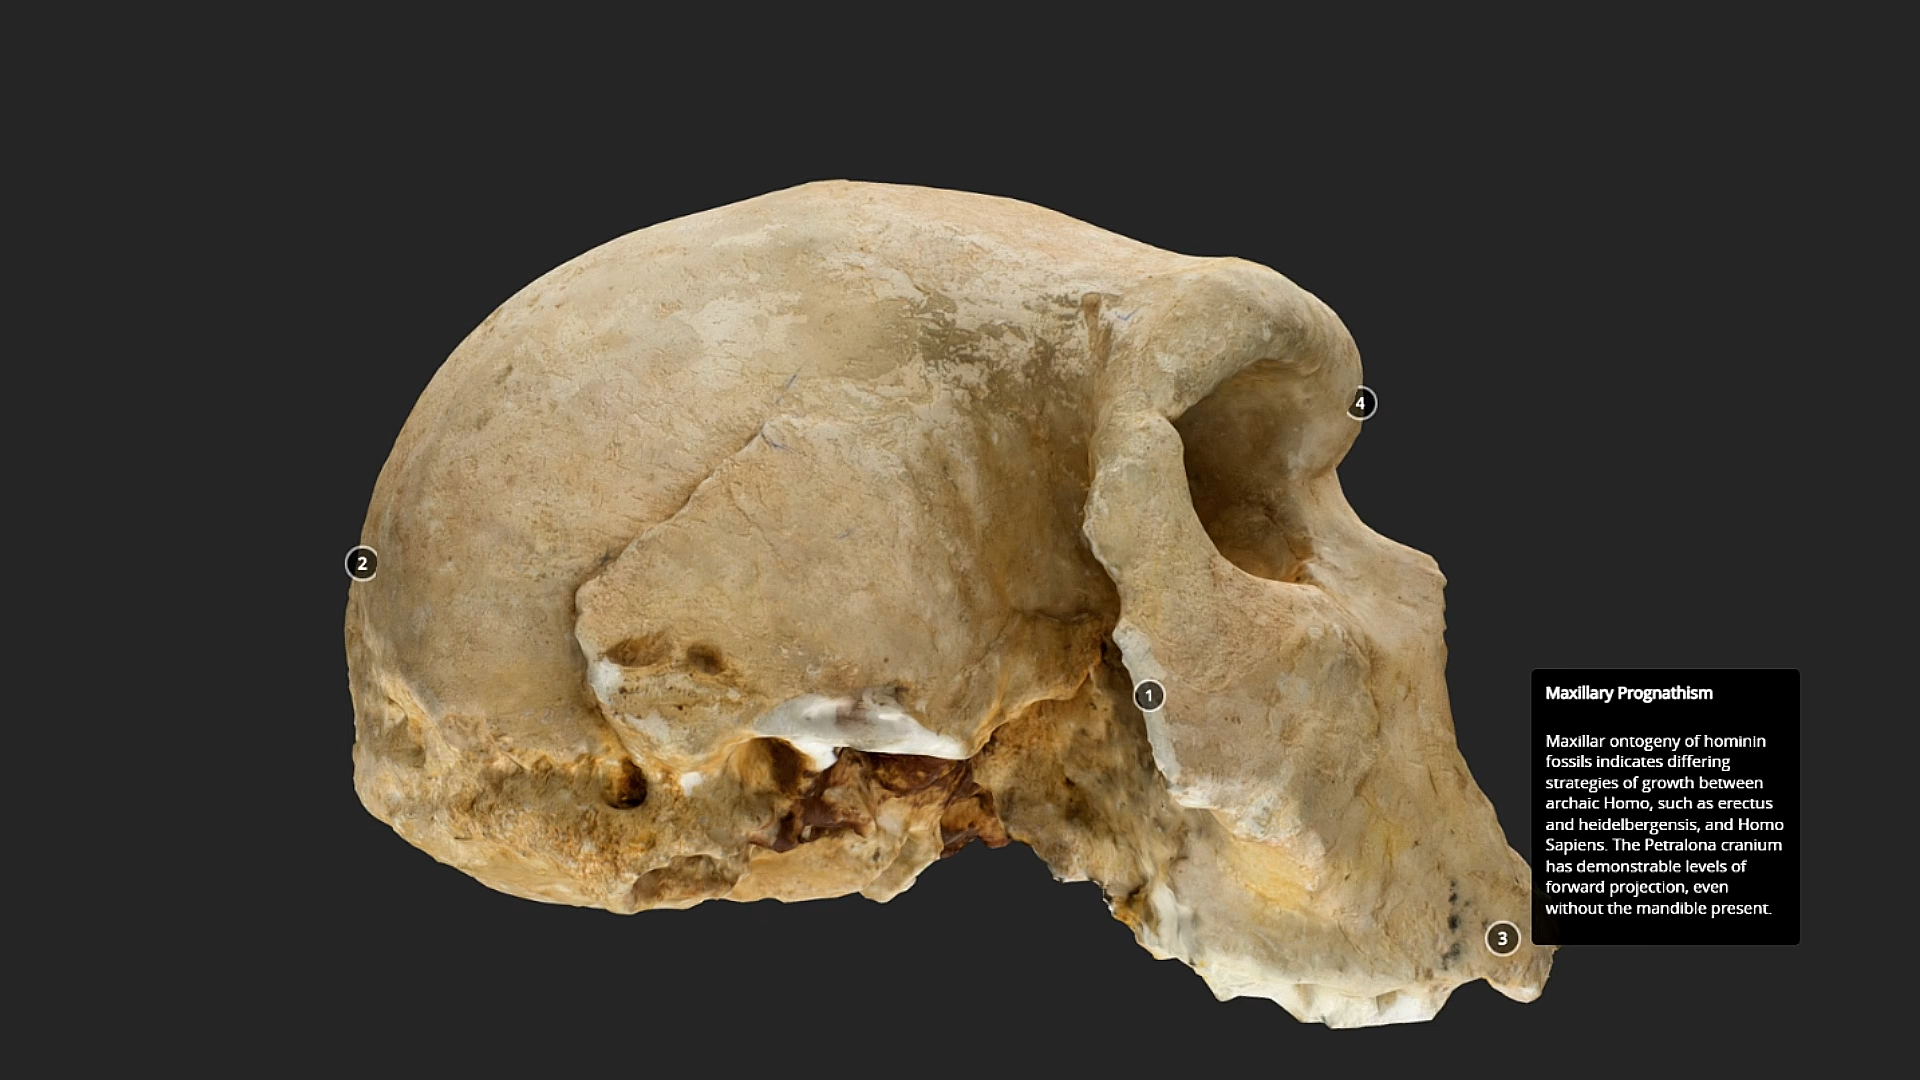 4
2
1
Maxillary Prognathism
Maxillar ontogeny of hominin
fossils indicates differing
strategies of growth between
archaic Homo, such as erectus
and heidelbergensis, and Homo
Sapiens. The Petralona cranium
has demonstrable levels of
forward projection, even
without the mandible present.
3